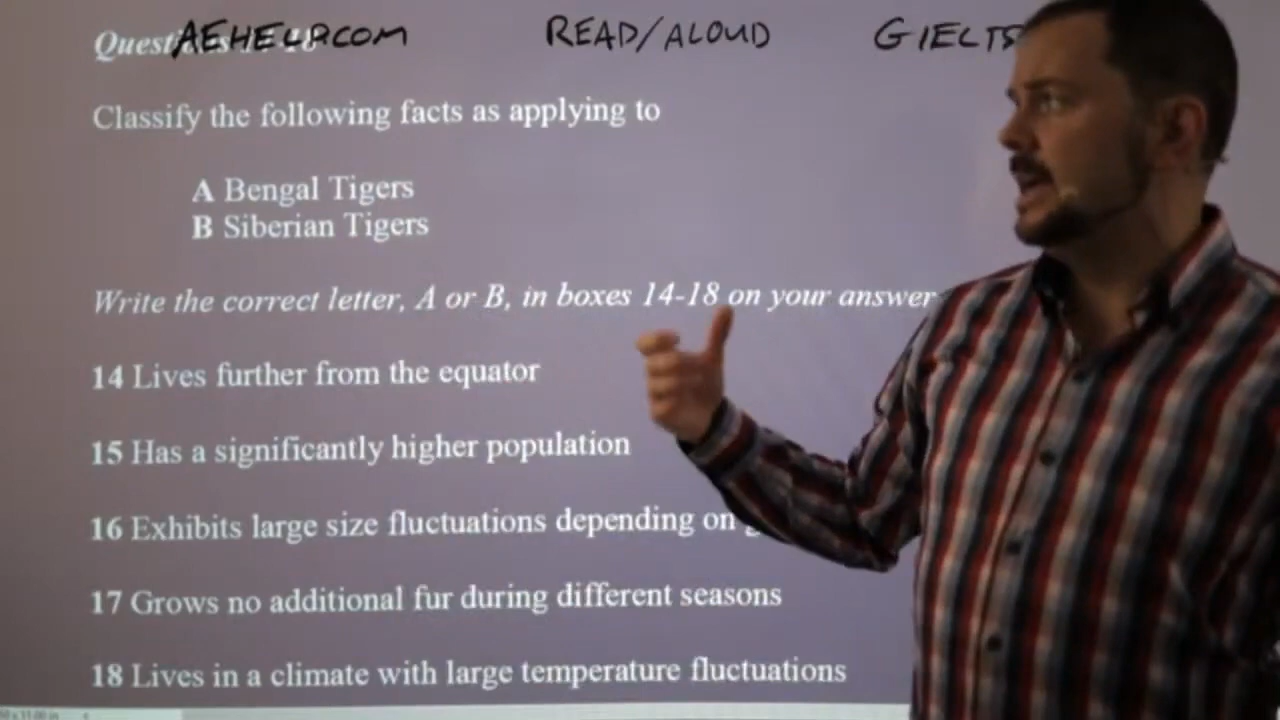 AEHELP.COM READ/ALOUD GIELTS
Classify the following facts as applying to
A Bengal Tigers
B Siberian Tigers
Write the correct letter, A or B, in boxes 14-18 on your answer
14 Lives further from the equator
15 Has a significantly higher population
16 Exhibits large size fluctuations depending on
17 Grows no additional fur during different seasons
18 Lives in a climate with large temperature fluctuations